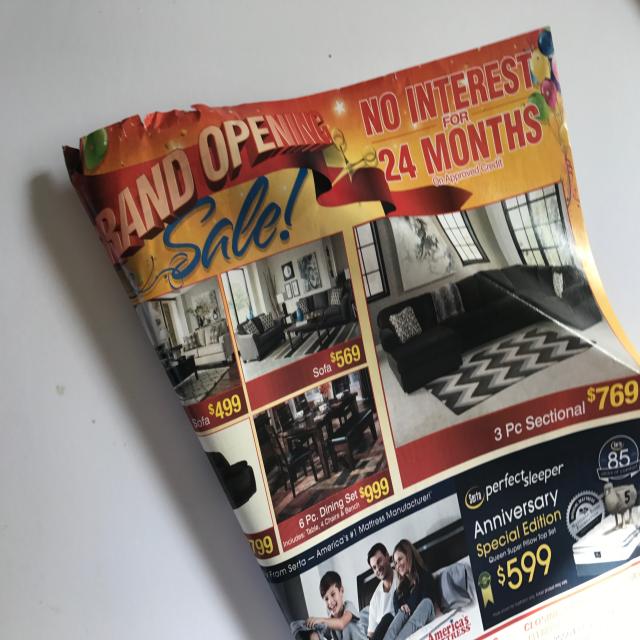 RAND OPENING
Sale!
NO INTEREST
FOR
24 MONTHS
On Approved Credit
Sofa $499
Sofa $569
3 Pc Sectional $769
6 Pc. Dining Set $999
Includes: Table, 4 Chairs & Bench
799
From Serta — America's #1 Mattress Manufacturer!
Serta perfect sleeper
Anniversary
Special Edition
Queen Super Pillow Top Set
$599
85
5
America's